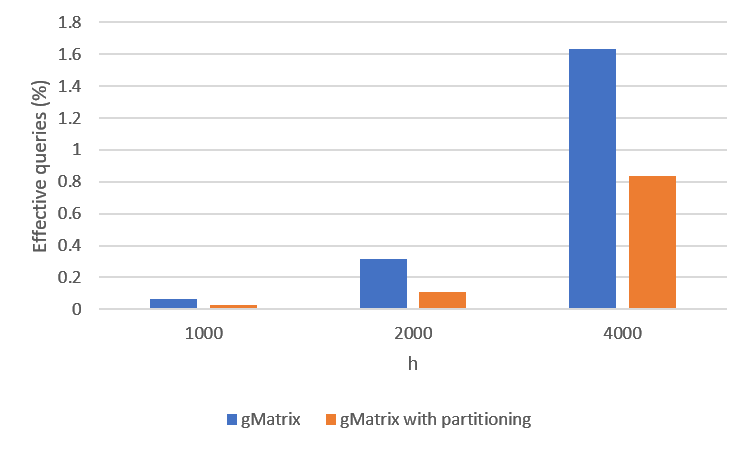 1.8
1.6
1.4
1.2
1
0.8
0.6
0.4
0.2
0
Effective queries (%)
1000 2000 4000
h
gMatrix gMatrix with partitioning